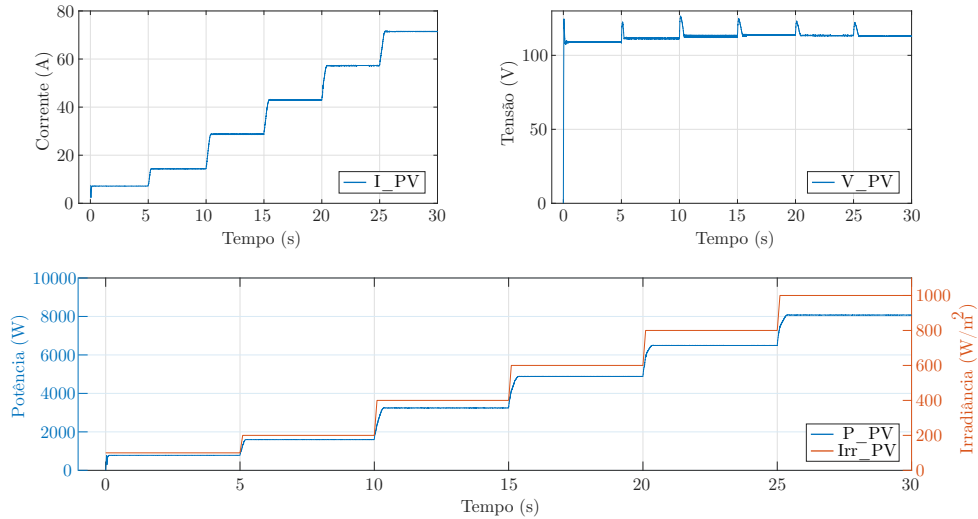 80
60
40
20
0
Corrente (A)
I_PV
0 5 10 15 20 25 30
Tempo (s)
100
50
0
Tensão (V)
V_PV
0 5 10 15 20 25 30
Tempo (s)
10000
8000
6000
4000
2000
0
Potência (W)
1000
800
600
400
200
0
Irradiância (W/m²)
P_PV
Irr_PV
0 5 10 15 20 25 30
Tempo (s)